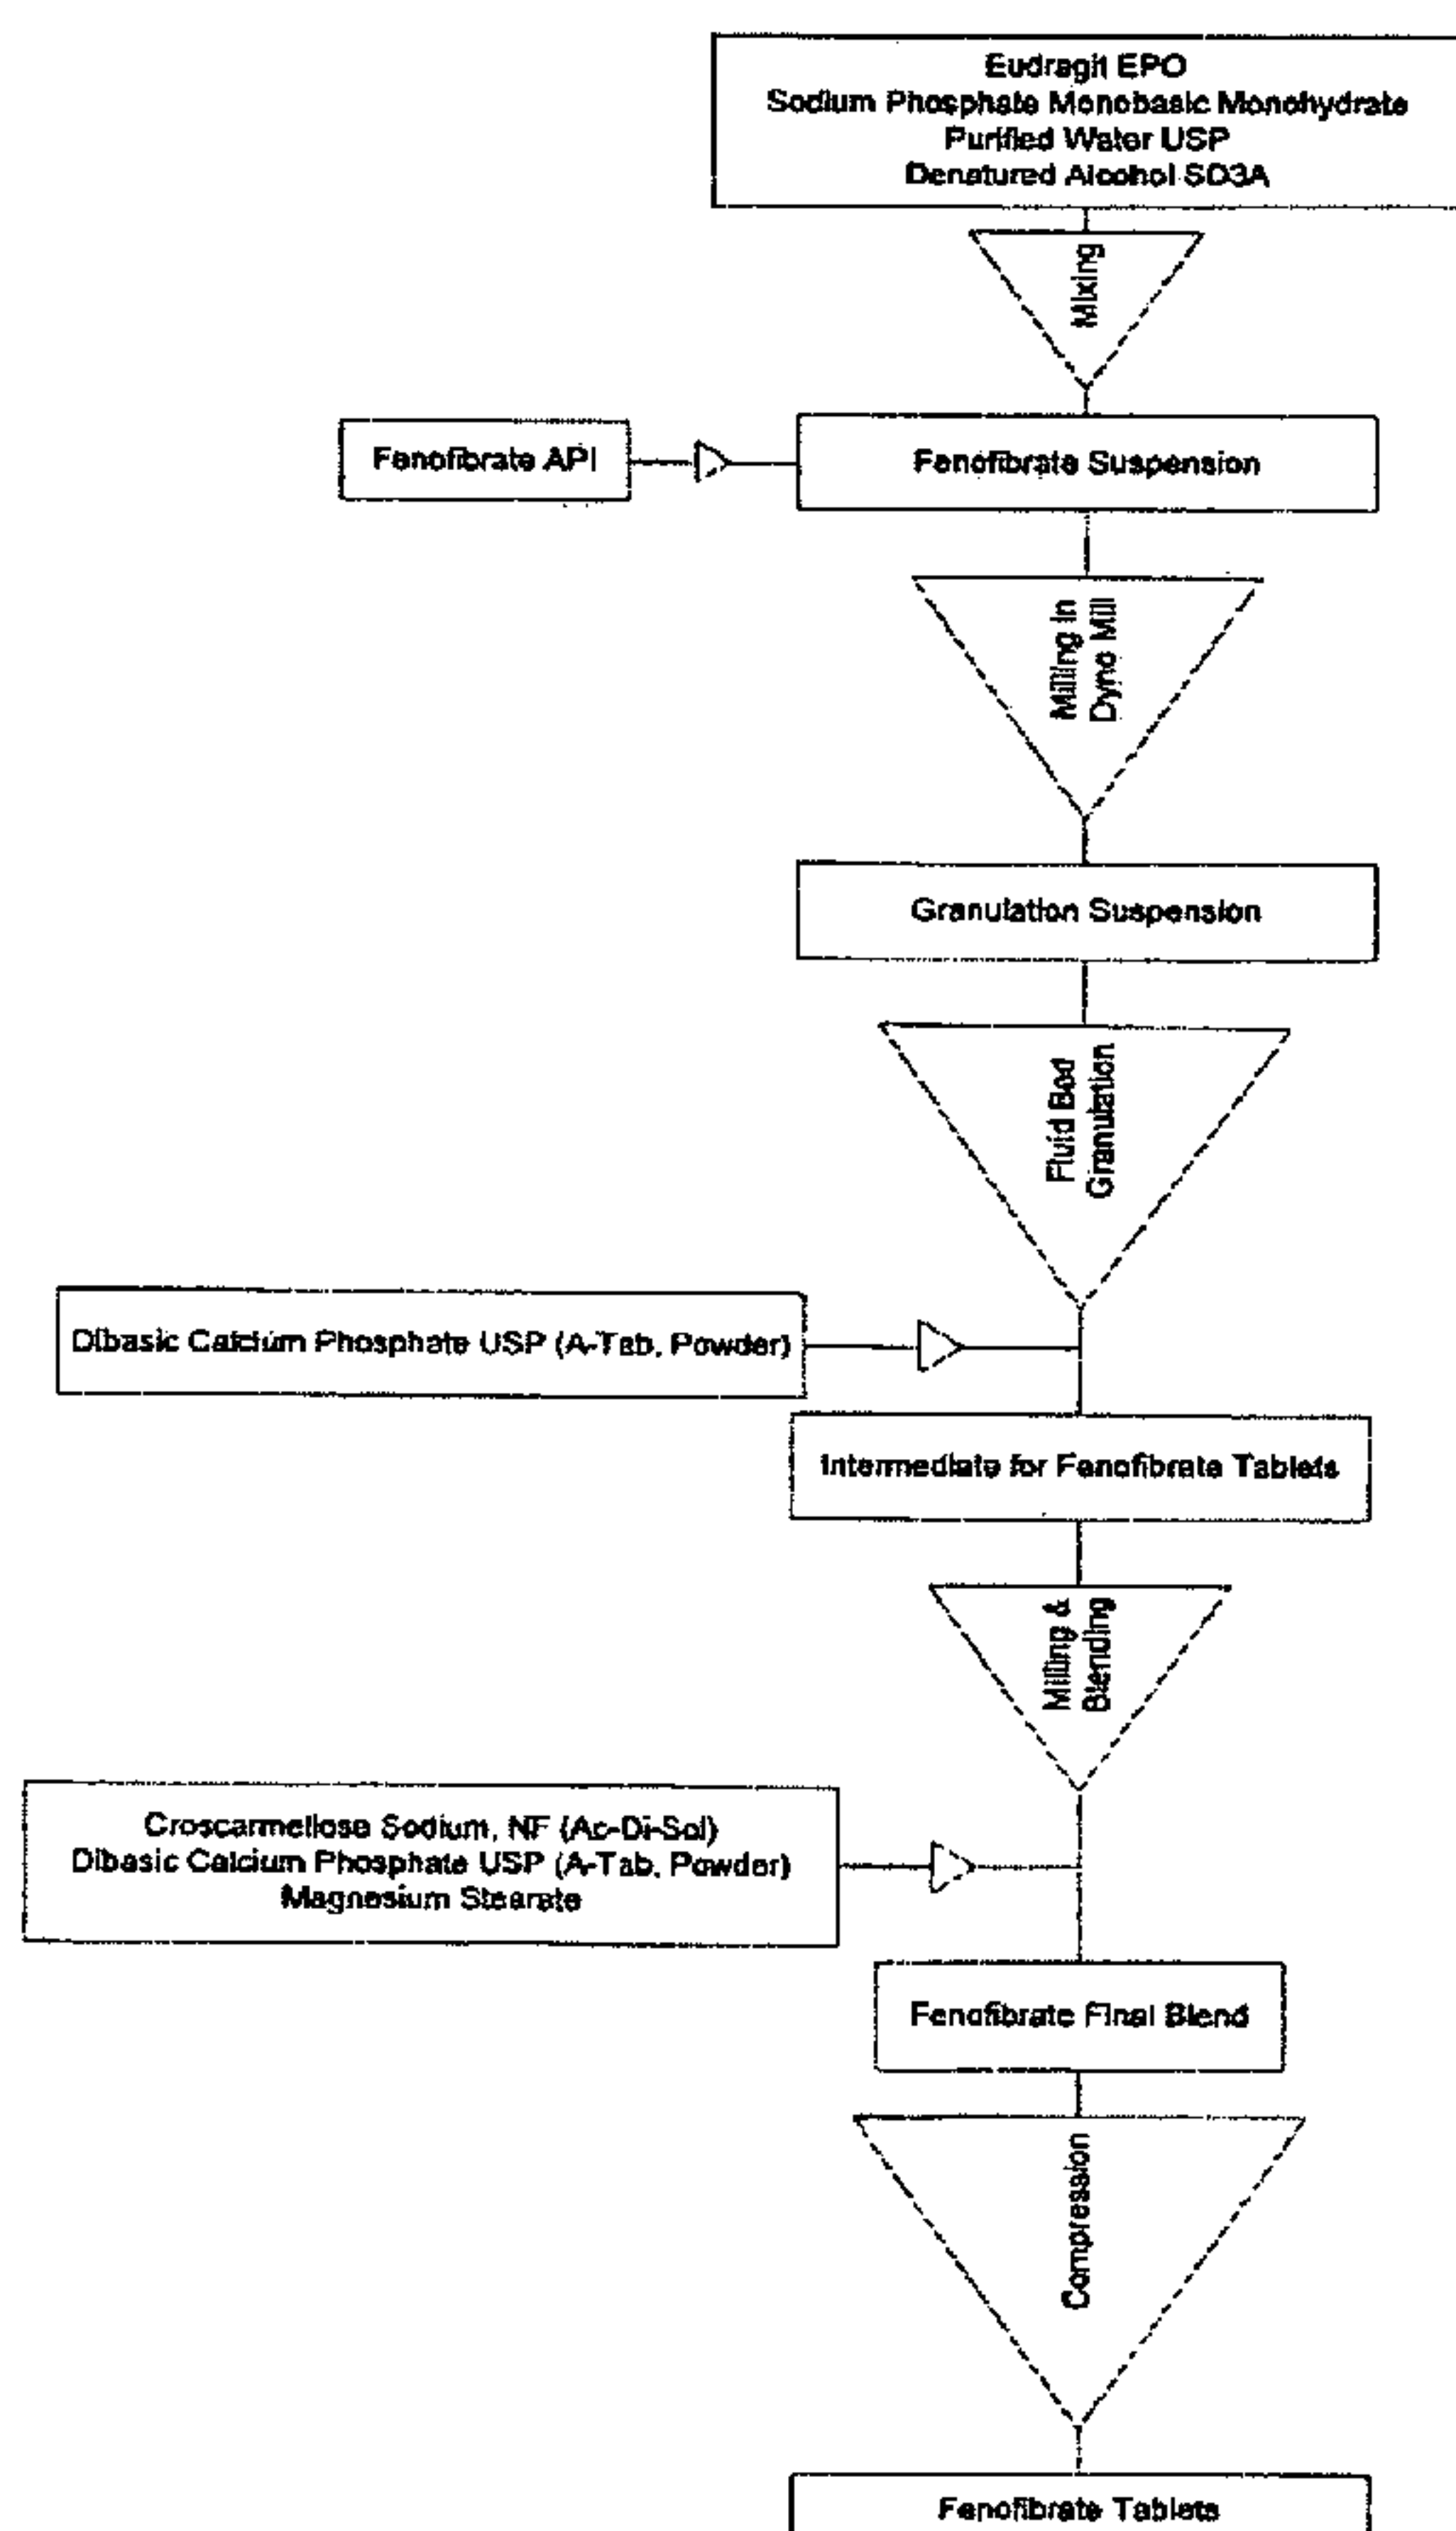 Eudragit EPO
Sodium Phosphate Monobasic Monohydrate
Purified Water USP
Denatured Alcohol SD3A
Mixing
Fenofibrate API
Fenofibrate Suspension
Milling in
Dyno Mill
Granulation Suspension
Fluid Bed
Granulation
Dibasic Calcium Phosphate USP (A-Tab, Powder)
Intermediate for Fenofibrate Tablets
Milling &
Blending
Croscarmellose Sodium, NF (Ac-Di-Sol)
Dibasic Calcium Phosphate USP (A-Tab, Powder)
Magnesium Stearate
Fenofibrate Final Blend
Compression
Fenofibrate Tablets